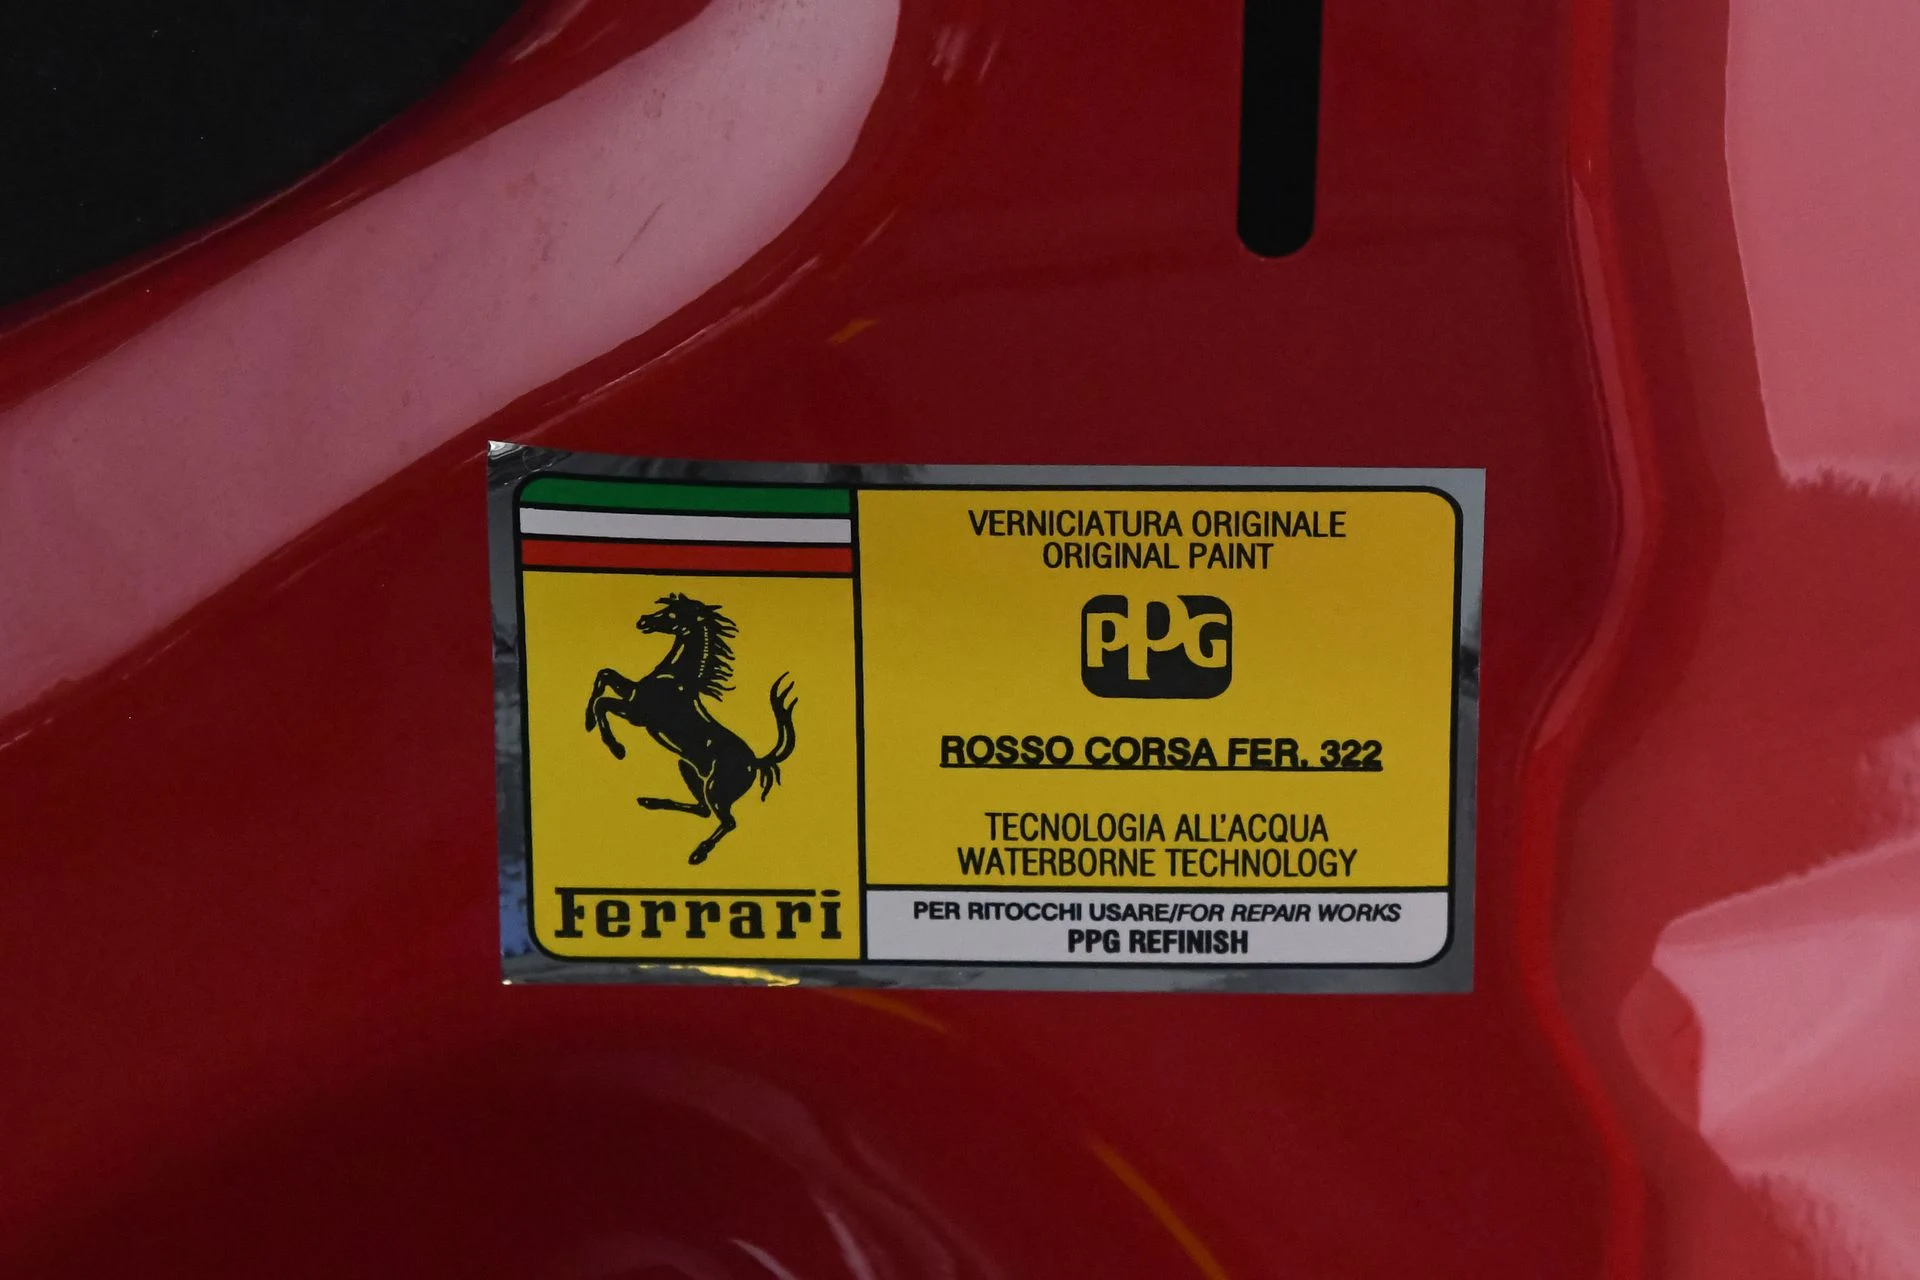 Ferrari
VERNICIATURA ORIGINALE
ORIGINAL PAINT
PPG
ROSSO CORSA FER. 322
TECNOLOGIA ALL'ACQUA
WATERBORNE TECHNOLOGY
PER RITOCCHI USARE/FOR REPAIR WORKS
PPG REFINISH